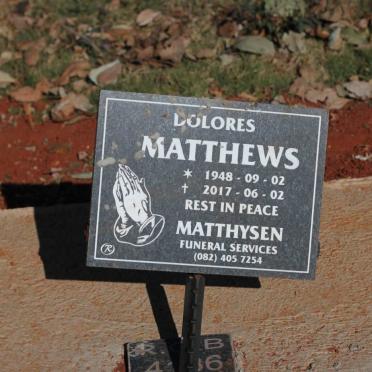 DOLORES
MATTHEWS
✶ 1948 - 09 - 02
✝ 2017 - 06 - 02
REST IN PEACE
MATTHYSEN
FUNERAL SERVICES
(082) 405 7254
R
B